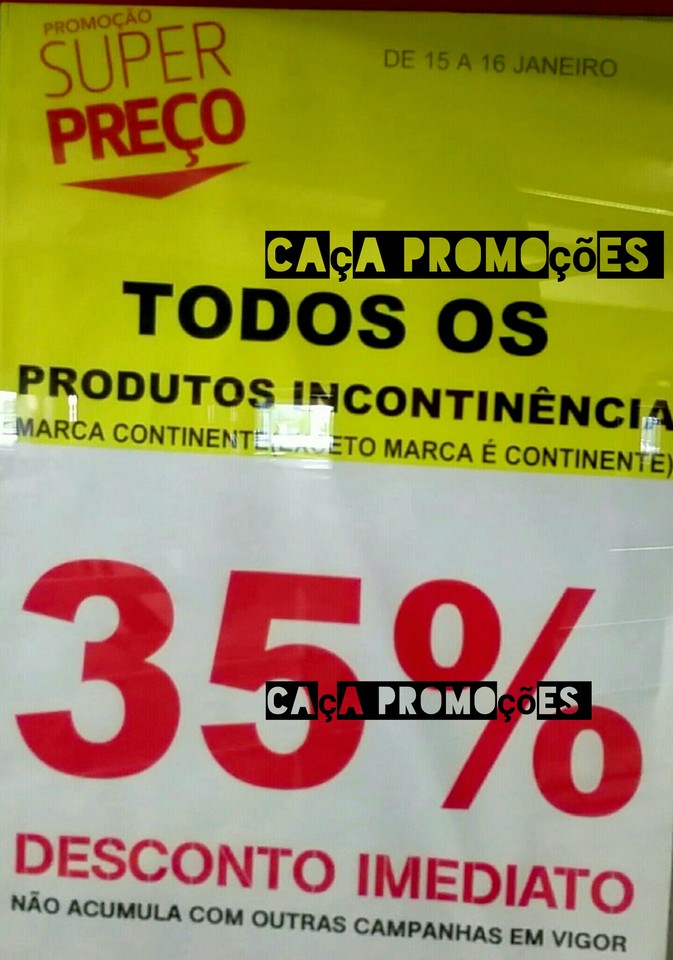 PROMOÇÃO
SUPER
PREÇO
DE 15 A 16 JANEIRO
CAÇA PROMOÇÕES
TODOS OS
PRODUTOS INCONTINÊNCIA
MARCA CONTINENTE(EXCETO MARCA É CONTINENTE)
35%
CAÇA PROMOÇÕES
DESCONTO IMEDIATO
NÃO ACUMULA COM OUTRAS CAMPANHAS EM VIGOR